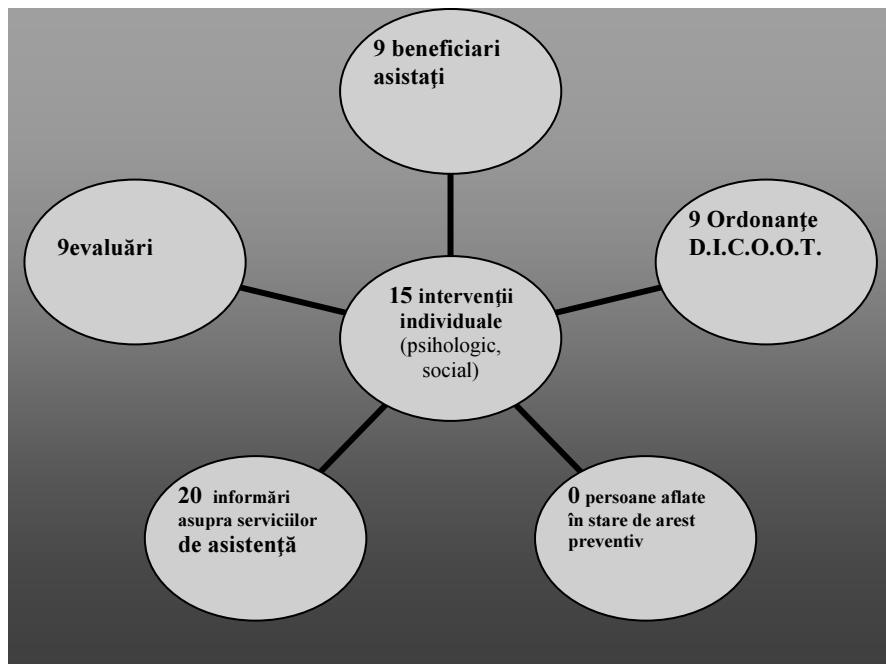 9 beneficiari
asistaţi
9evaluări
9 Ordonanţe
D.I.C.O.O.T.
15 intervenţii
individuale
(psihologic,
social)
20 informări
asupra serviciilor
de asistenţă
0 persoane aflate
în stare de arest
preventiv